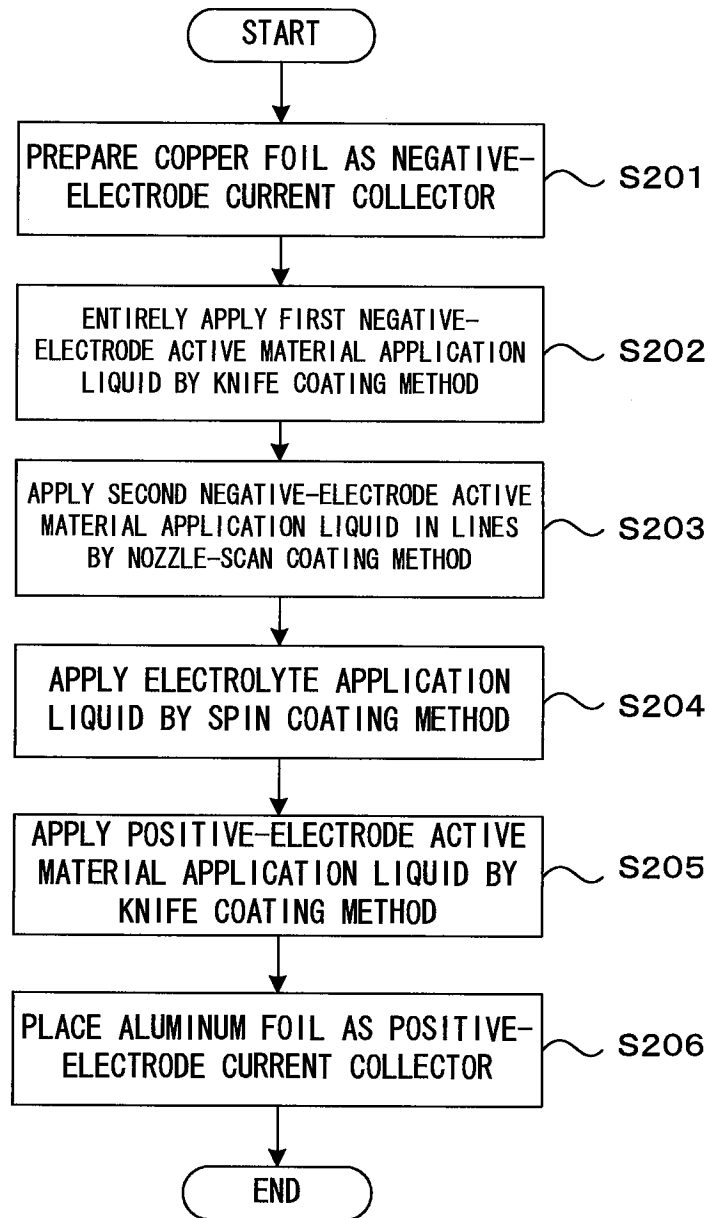 START
PREPARE COPPER FOIL AS NEGATIVE-
ELECTRODE CURRENT COLLECTOR
S201
ENTIRELY APPLY FIRST NEGATIVE-
ELECTRODE ACTIVE MATERIAL APPLICATION
LIQUID BY KNIFE COATING METHOD
S202
APPLY SECOND NEGATIVE-ELECTRODE ACTIVE
MATERIAL APPLICATION LIQUID IN LINES
BY NOZZLE-SCAN COATING METHOD
S203
APPLY ELECTROLYTE APPLICATION
LIQUID BY SPIN COATING METHOD
S204
APPLY POSITIVE-ELECTRODE ACTIVE
MATERIAL APPLICATION LIQUID BY
KNIFE COATING METHOD
S205
PLACE ALUMINUM FOIL AS POSITIVE-
ELECTRODE CURRENT COLLECTOR
S206
END